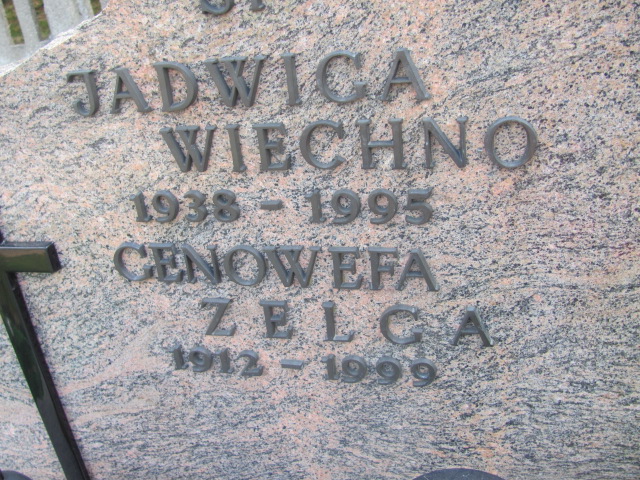 JADWIGA
WIECHNO
1938 - 1995
GENOWEFA
ZELGA
1912 - 1999